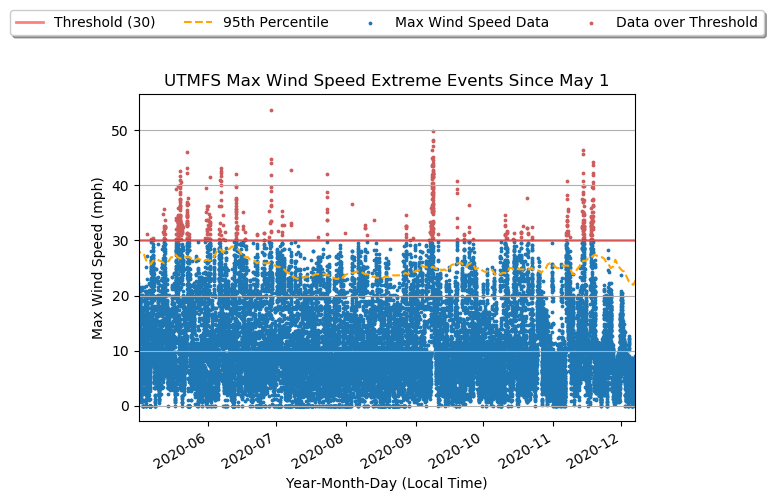 Threshold (30) 95th Percentile Max Wind Speed Data Data over Threshold
UTMFS Max Wind Speed Extreme Events Since May 1
50
40
30
20
10
0
Max Wind Speed (mph)
2020-06 2020-07 2020-08 2020-09 2020-10 2020-11 2020-12
Year-Month-Day (Local Time)